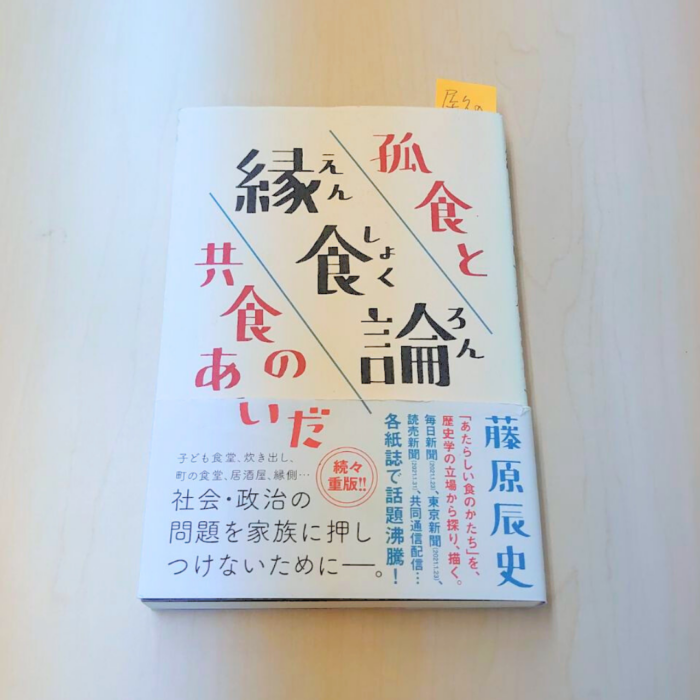 孤食と
縁食論
えんしょくろん
共食の
あいだ
藤原辰史
「あたらしい食のかたち」を、
歴史学の立場から探り、描く。
毎日新聞、東京新聞、
読売新聞、共同通信配信…
各紙誌で話題沸騰！
続々
重版!!
子ども食堂、炊き出し、
町の食堂、居酒屋、縁側…
社会・政治の
問題を家族に押し
つけないために──。